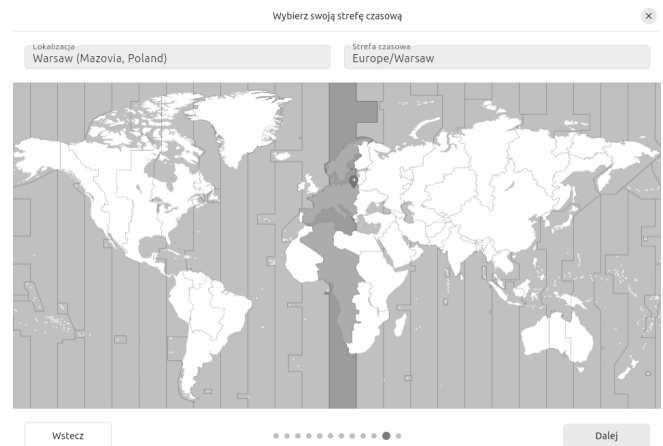 Wybierz swoją strefę czasową
Lokalizacja
Warsaw (Mazovia, Poland)
Strefa czasowa
Europe/Warsaw
Wstecz
Dalej